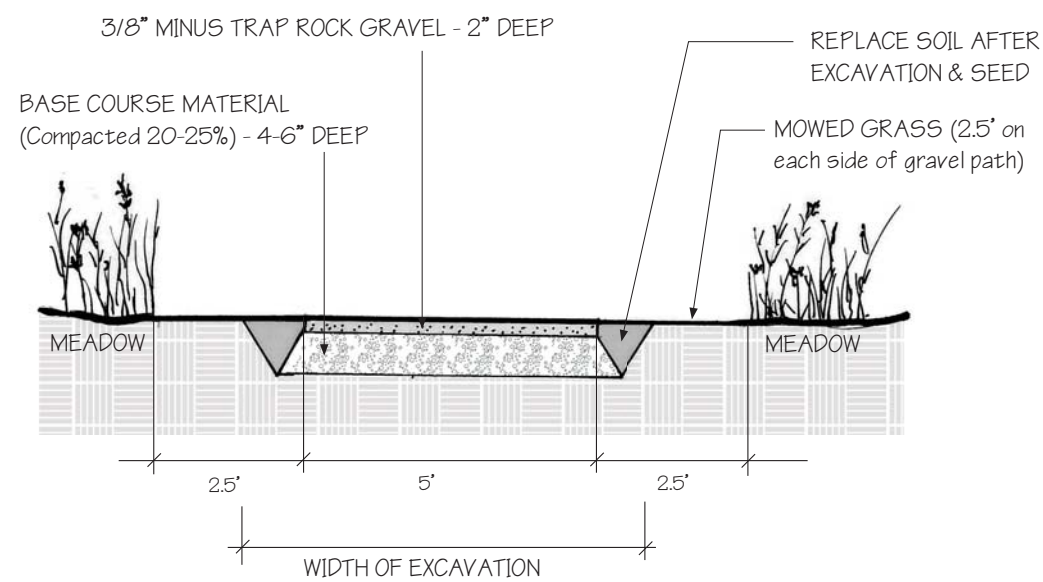 3/8” MINUS TRAP ROCK GRAVEL - 2” DEEP
REPLACE SOIL AFTER
EXCAVATION & SEED
BASE COURSE MATERIAL
(Compacted 20-25%) - 4-6” DEEP
MOWED GRASS (2.5’ on
each side of gravel path)
MEADOW
MEADOW
2.5’
5’
2.5’
WIDTH OF EXCAVATION